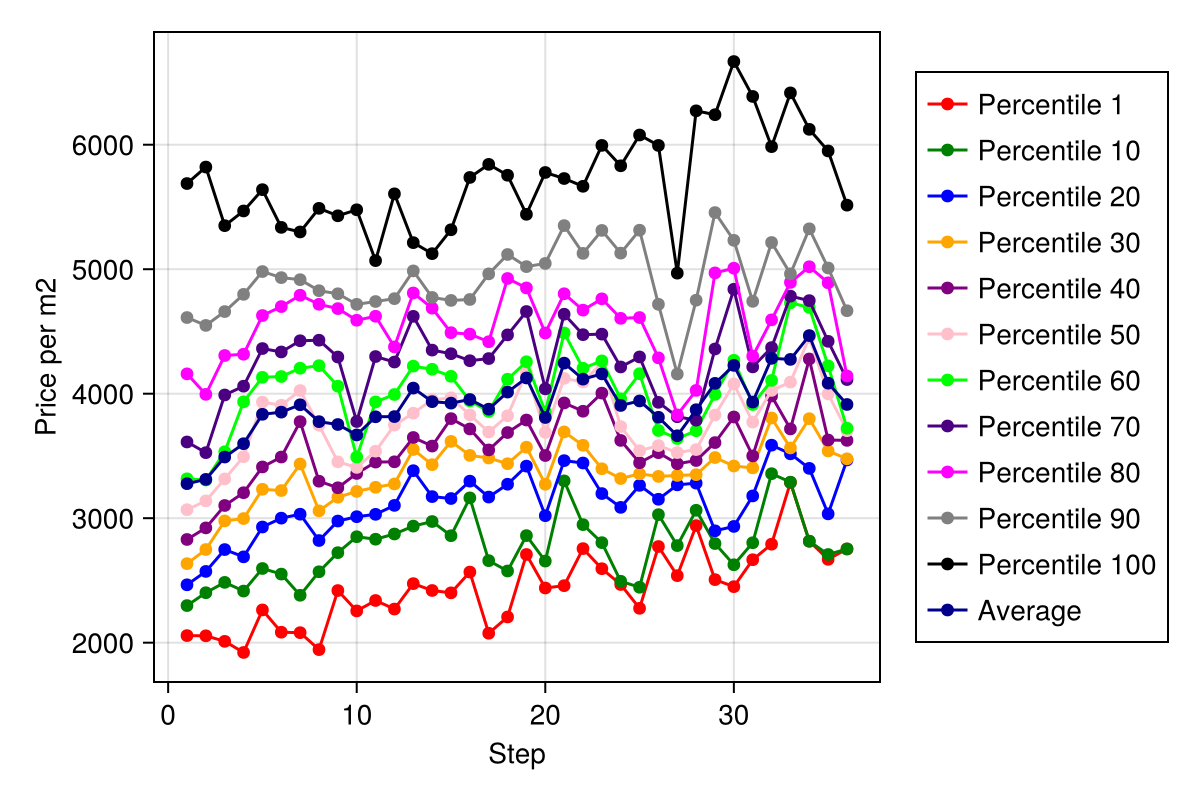 Price per m2
6000
5000
4000
3000
2000
0
10
20
30
Step
Percentile 1
Percentile 10
Percentile 20
Percentile 30
Percentile 40
Percentile 50
Percentile 60
Percentile 70
Percentile 80
Percentile 90
Percentile 100
Average